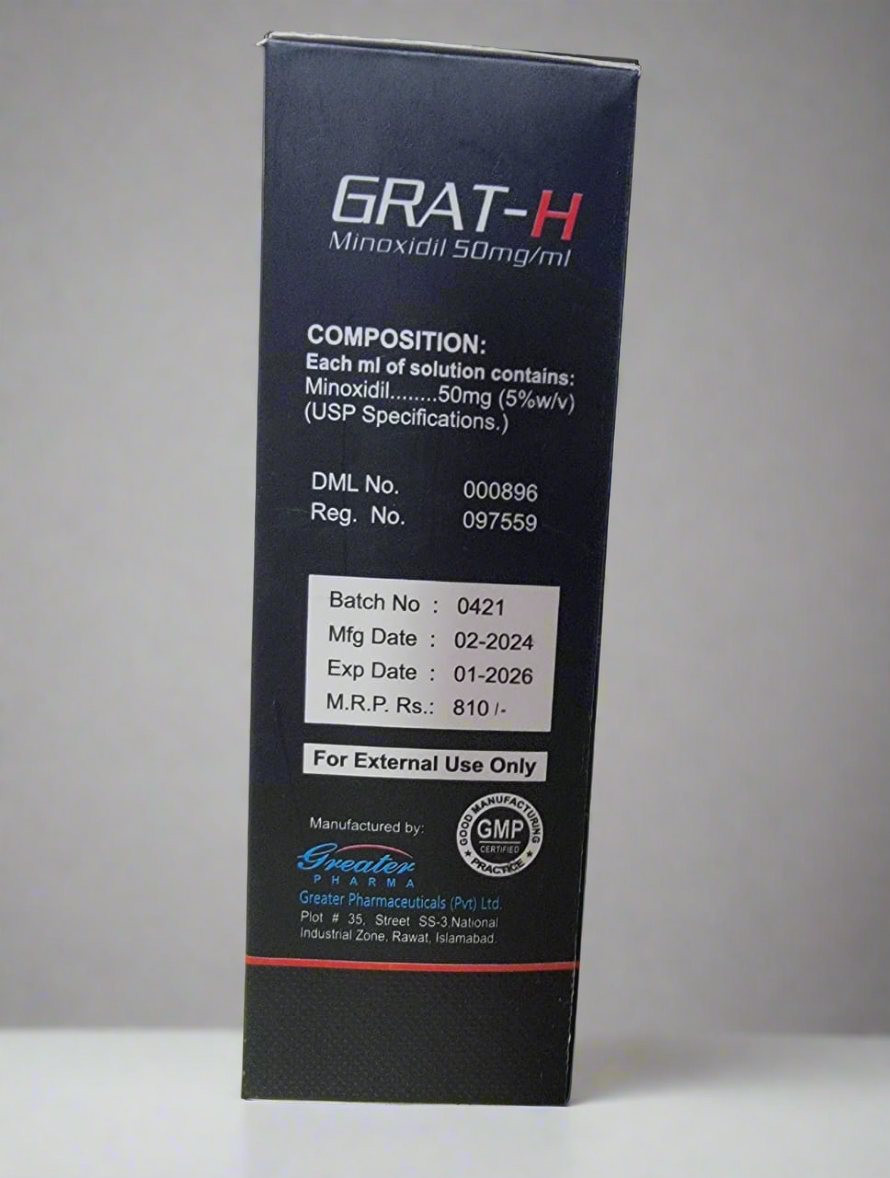 GRAT-H
Minoxidil 50mg/ml
COMPOSITION:
Each ml of solution contains:
Minoxidil........50mg (5%w/v)
(USP Specifications.)
DML No. 000896
Reg. No. 097559
Batch No : 0421
Mfg Date : 02-2024
Exp Date : 01-2026
M.R.P. Rs.: 810 /-
For External Use Only
Manufactured by:
GOOD MANUFACTURING
GMP
CERTIFIED
PRACTICE
Greater
PHARMA
Greater Pharmaceuticals (Pvt) Ltd.
Plot # 35, Street SS-3,National
Industrial Zone, Rawat, Islamabad.